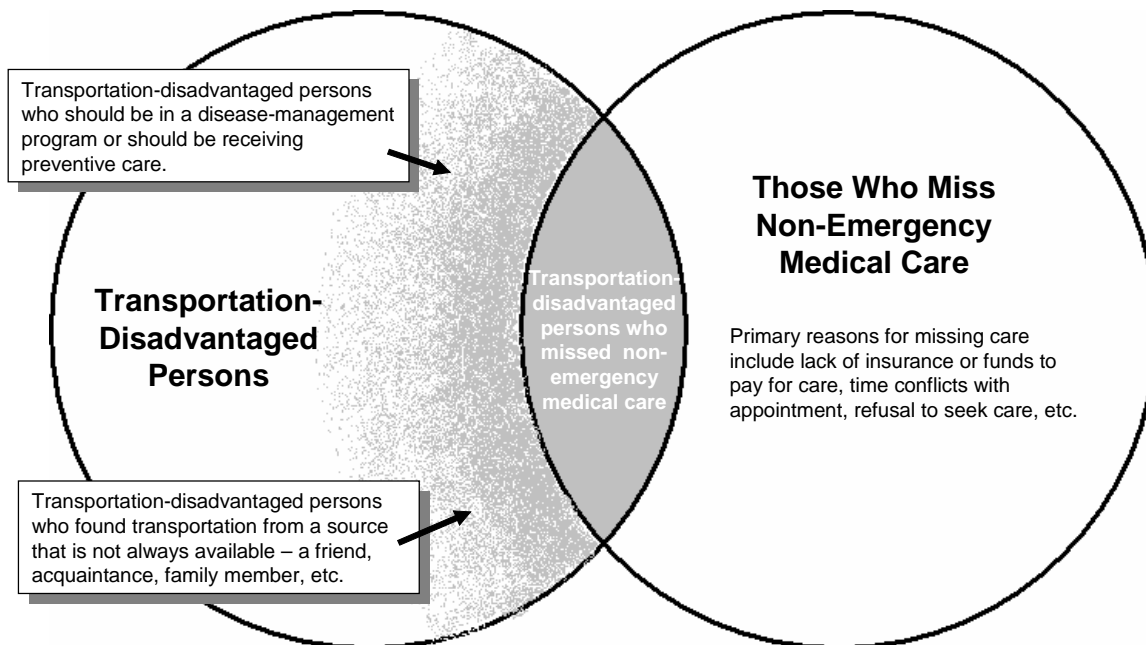 Transportation-disadvantaged persons
who should be in a disease-management
program or should be receiving
preventive care.
Transportation-
Disadvantaged
Persons
Transportation-disadvantaged persons
who found transportation from a source
that is not always available – a friend,
acquaintance, family member, etc.
Transportation-
disadvantaged
persons who
missed non-
emergency
medical care
Those Who Miss
Non-Emergency
Medical Care
Primary reasons for missing care
include lack of insurance or funds to
pay for care, time conflicts with
appointment, refusal to seek care, etc.